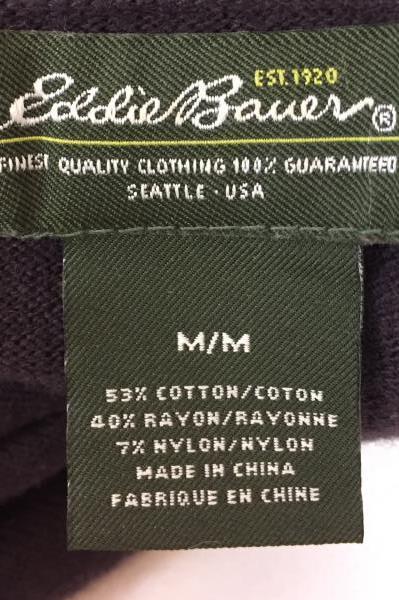 EST. 1920
Eddie Bauer ®
FINEST QUALITY CLOTHING 100% GUARANTEED
SEATTLE · USA
M/M
53% COTTON/COTON
40% RAYON/RAYONNE
7% NYLON/NYLON
MADE IN CHINA
FABRIQUE EN CHINE